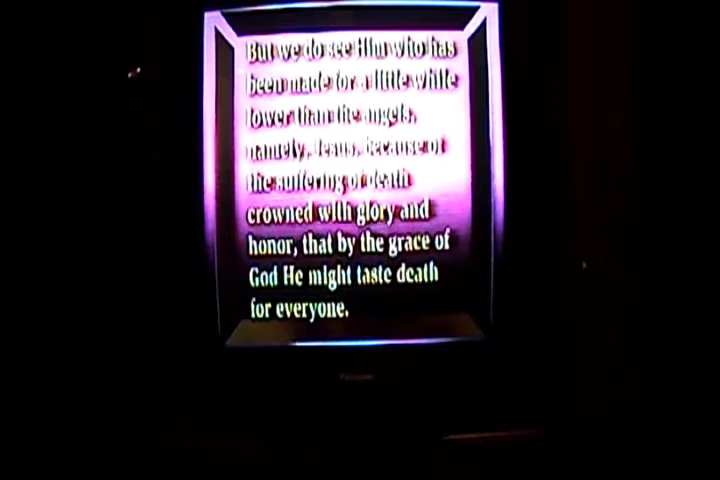 But we do see Him who has
been made for a little while
lower than the angels,
namely, Jesus, because of
the suffering of death
crowned with glory and
honor, that by the grace of
God He might taste death
for everyone.